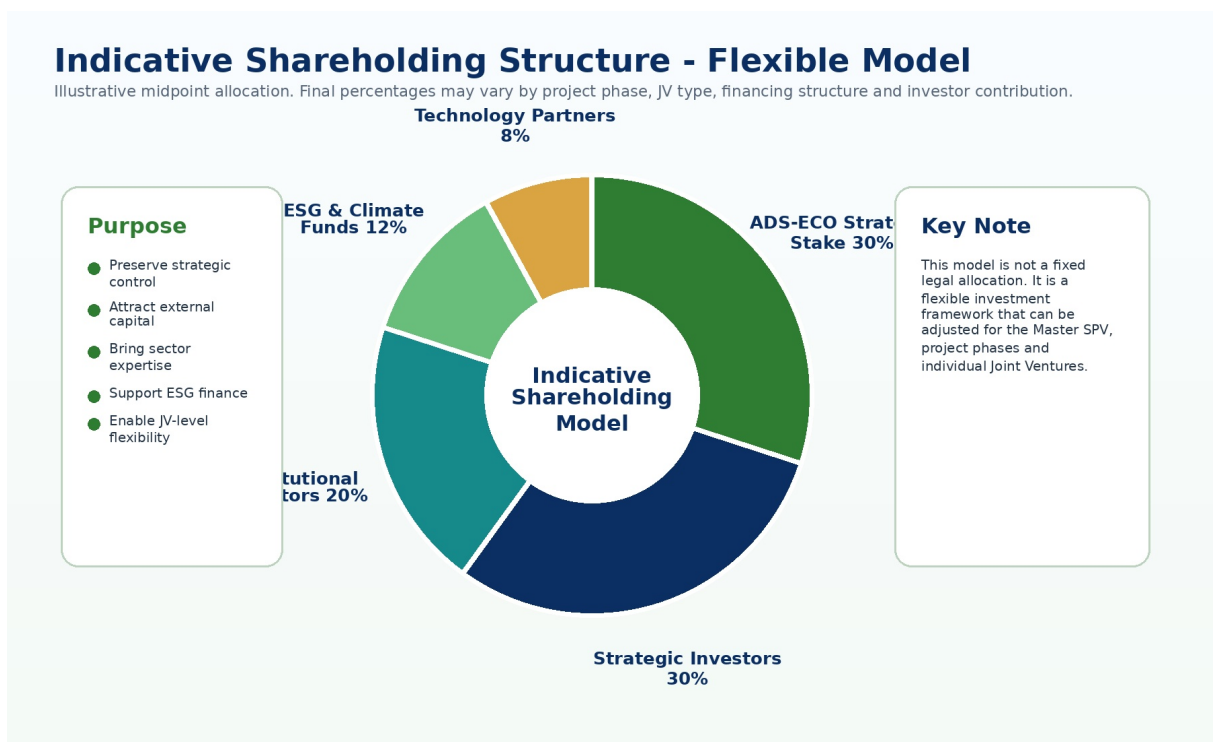 Indicative Shareholding Structure - Flexible Model
Illustrative midpoint allocation. Final percentages may vary by project phase, JV type, financing structure and investor contribution.
Technology Partners
8%
ESG & Climate
Funds 12%
ADS-ECO Strat
Stake 30%
Purpose
Preserve strategic
control
Attract external
capital
Bring sector
expertise
Support ESG finance
Enable JV-level
flexibility
Indicative
Shareholding
Model
Key Note
This model is not a fixed
legal allocation. It is a
flexible investment
framework that can be
adjusted for the Master SPV,
project phases and
individual Joint Ventures.
tutional
tors 20%
Strategic Investors
30%